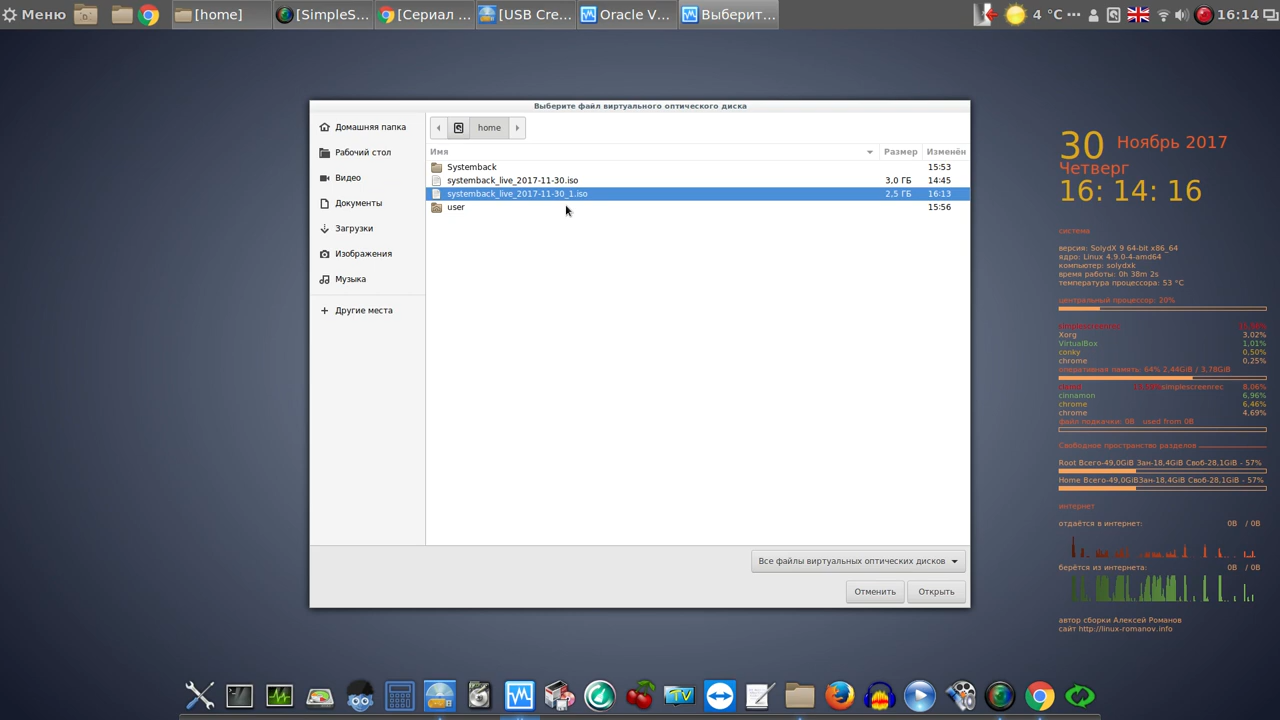 Меню
[home]
[SimpleS...
[Сериал ...
[USB Cre...
Oracle V...
Выберит...
4 °C
16:14
Выберите файл виртуального оптического диска
Домашняя папка
Рабочий стол
Видео
Документы
Загрузки
Изображения
Музыка
Другие места
home
Имя Размер Изменён
Systemback 15:53
systemback_live_2017-11-30.iso 3,0 ГБ 14:45
systemback_live_2017-11-30_1.iso 2,5 ГБ 16:13
user 15:56
Все файлы виртуальных оптических дисков
Отменить Открыть
30 Ноябрь 2017
Четверг
16: 14: 16
система
версия: SolydX 9 64-bit x86_64
ядро: Linux 4.9.0-4-amd64
компьютер: solydxk
время работы: 0h 38m 2s
температура процессора: 53 °C
центральный процессор: 20%
simplescreenrec
Xorg 3,02%
VirtualBox 1,01%
conky 0,50%
chrome 0,25%
оперативная память: 64% 2,44GiB / 3,78GiB
simplescreenrec 8,06%
cinnamon 6,96%
chrome 6,46%
chrome 4,69%
файл подкачки: 0B used from 0B
Свободное пространство разделов
Root Всего-49,0GiB Зан-18,4GiB Своб-28,1GiB - 57%
Home Всего-49,0GiBЗан-18,4GiB Своб-28,1GiB - 57%
интернет
отдаётся в интернет: 0B / 0B
берётся из интернета: 0B / 0B
автор сборки Алексей Романов
сайт http://linux-romanov.info
TV